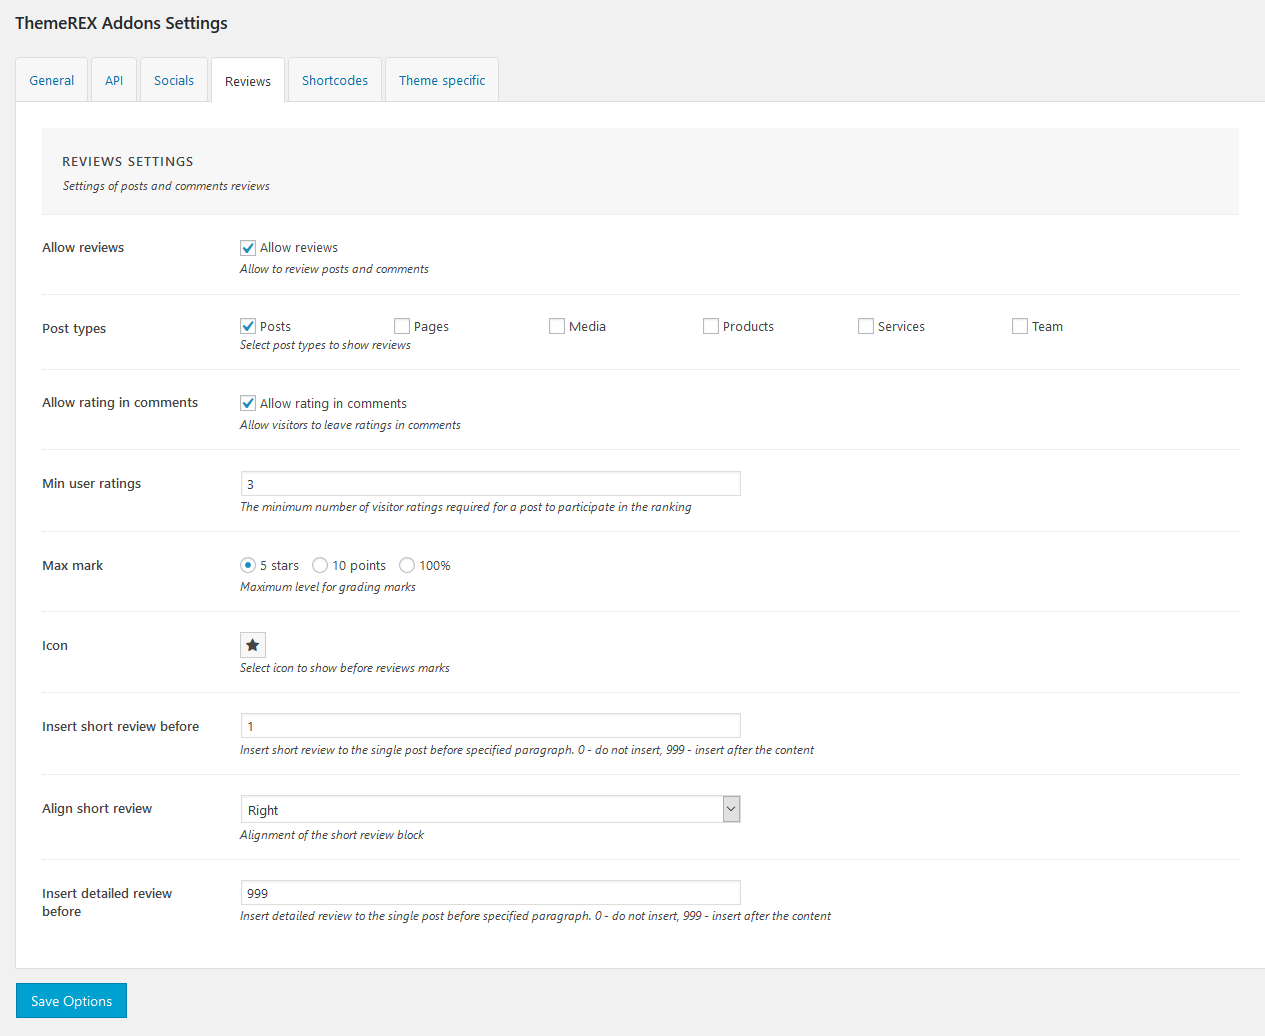 ThemeREX Addons Settings
General API Socials Reviews Shortcodes Theme specific
REVIEWS SETTINGS
Settings of posts and comments reviews
Allow reviews
Allow reviews
Allow to review posts and comments
Post types
Posts Pages Media Products Services Team
Select post types to show reviews
Allow rating in comments
Allow rating in comments
Allow visitors to leave ratings in comments
Min user ratings
3
The minimum number of visitor ratings required for a post to participate in the ranking
Max mark
5 stars 10 points 100%
Maximum level for grading marks
Icon
Select icon to show before reviews marks
Insert short review before
1
Insert short review to the single post before specified paragraph. 0 - do not insert, 999 - insert after the content
Align short review
Right
Alignment of the short review block
Insert detailed review
before
999
Insert detailed review to the single post before specified paragraph. 0 - do not insert, 999 - insert after the content
Save Options